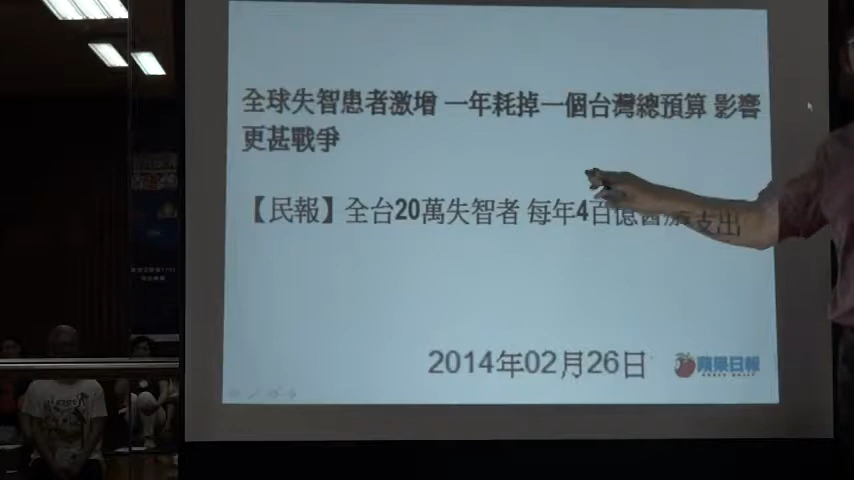 全球失智患者激增 一年耗掉一個台灣總預算 影響
更甚戰爭
【民報】全台20萬失智者 每年4百億醫療支出
2014年02月26日
蘋果日報